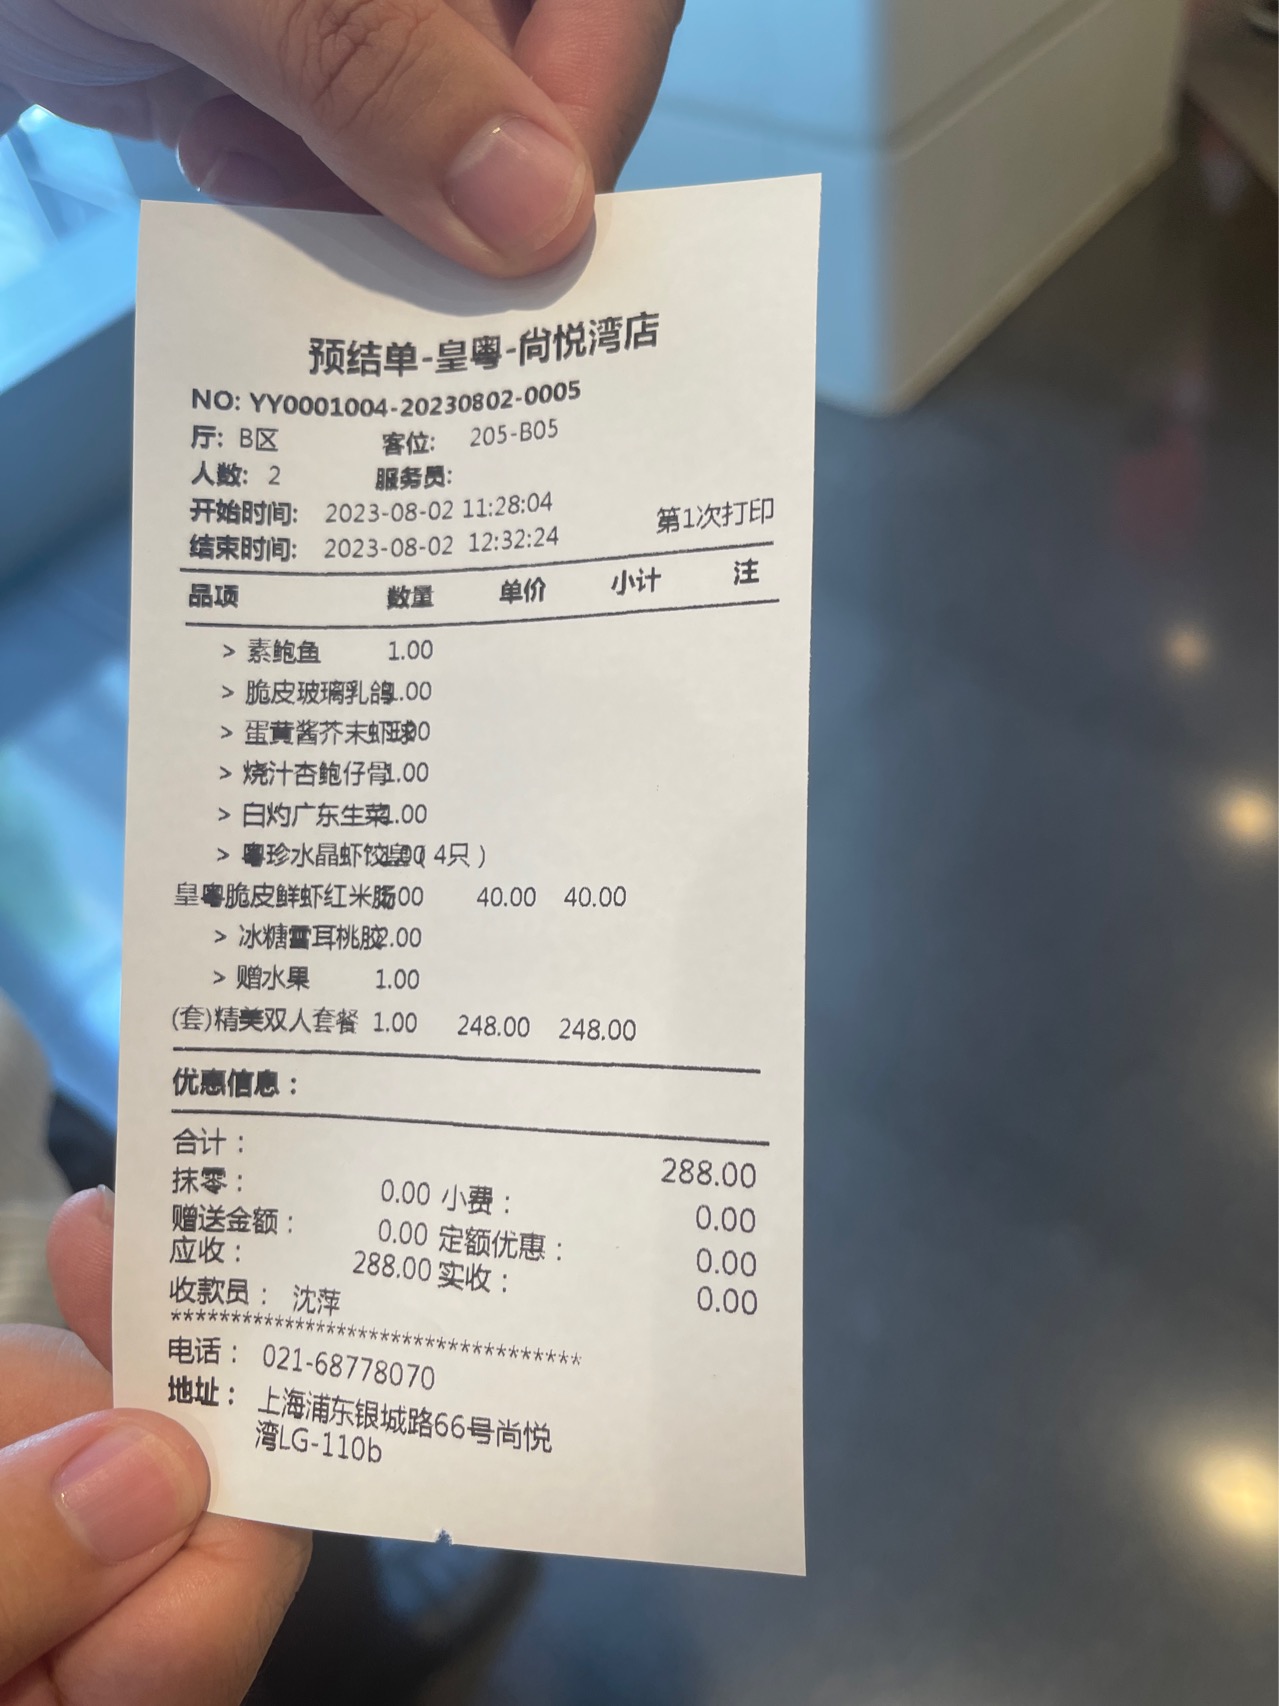 预结单-皇粤-尚悦湾店
NO: YY0001004-20230802-0005
厅: B区 客位: 205-B05
人数: 2 服务员:
开始时间: 2023-08-02 11:28:04
第1次打印
结束时间: 2023-08-02 12:32:24
品项 数量 单价 小计 注
> 素鲍鱼 1.00
> 脆皮玻璃乳鸽1.00
> 蛋黄酱芥末虾球
> 烧汁杏鲍仔骨1.00
> 白灼广东生菜1.00
> 粤珍水晶虾饺皇 (4只)
皇粤脆皮鲜虾红米肠 40.00 40.00
> 冰糖雪耳桃胶2.00
> 赠水果 1.00
(套)精美双人套餐 1.00 248.00 248.00
优惠信息:
合计: 288.00
抹零: 0.00 小费: 0.00
赠送金额: 0.00 定额优惠: 0.00
应收: 288.00 实收: 0.00
收款员: 沈萍
**********************************
电话: 021-68778070
地址: 上海浦东银城路66号尚悦
湾LG-110b